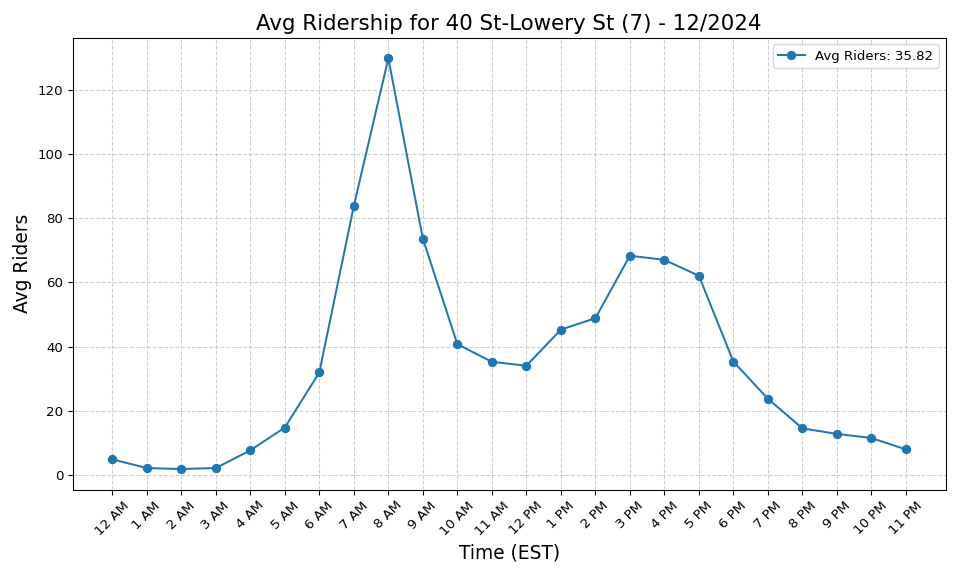 Avg Ridership for 40 St-Lowery St (7) - 12/2024
Avg Riders: 35.82
Avg Riders
120
100
80
60
40
20
0
12 AM
1 AM
2 AM
3 AM
4 AM
5 AM
6 AM
7 AM
8 AM
9 AM
10 AM
11 AM
12 PM
1 PM
2 PM
3 PM
4 PM
5 PM
6 PM
7 PM
8 PM
9 PM
10 PM
11 PM
Time (EST)